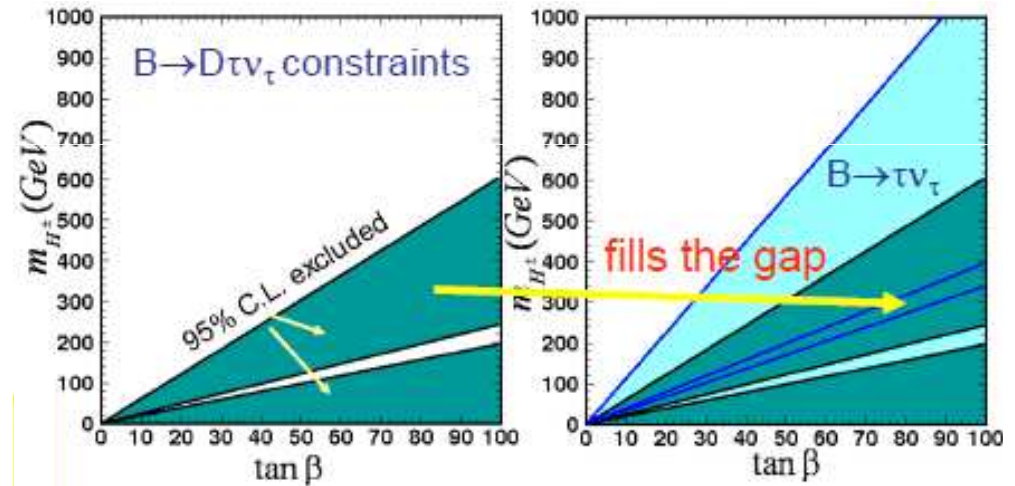 B→Dτν_τ constraints
m_H±(GeV)
1000
900
800
700
600
500
400
300
200
100
0
95% C.L. excluded
0 10 20 30 40 50 60 70 80 90 100
tan β
1000
900
800
700
600
500
400
300
200
100
0
m_H±(GeV)
B→τν_τ
fills the gap
0 10 20 30 40 50 60 70 80 90 100
tan β